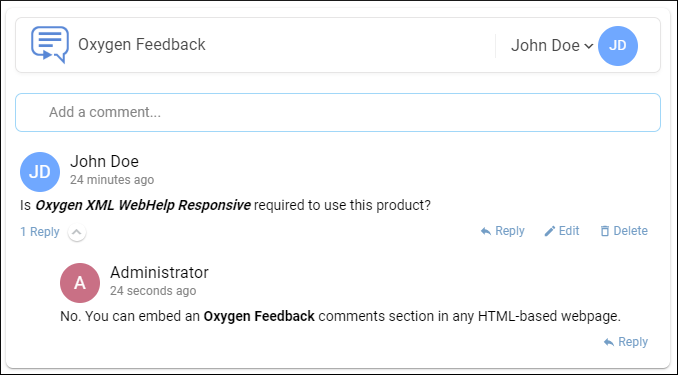 Oxygen Feedback
John Doe JD
Add a comment...
JD John Doe
24 minutes ago
Is Oxygen XML WebHelp Responsive required to use this product?
1 Reply Reply Edit Delete
A Administrator
24 seconds ago
No. You can embed an Oxygen Feedback comments section in any HTML-based webpage.
Reply